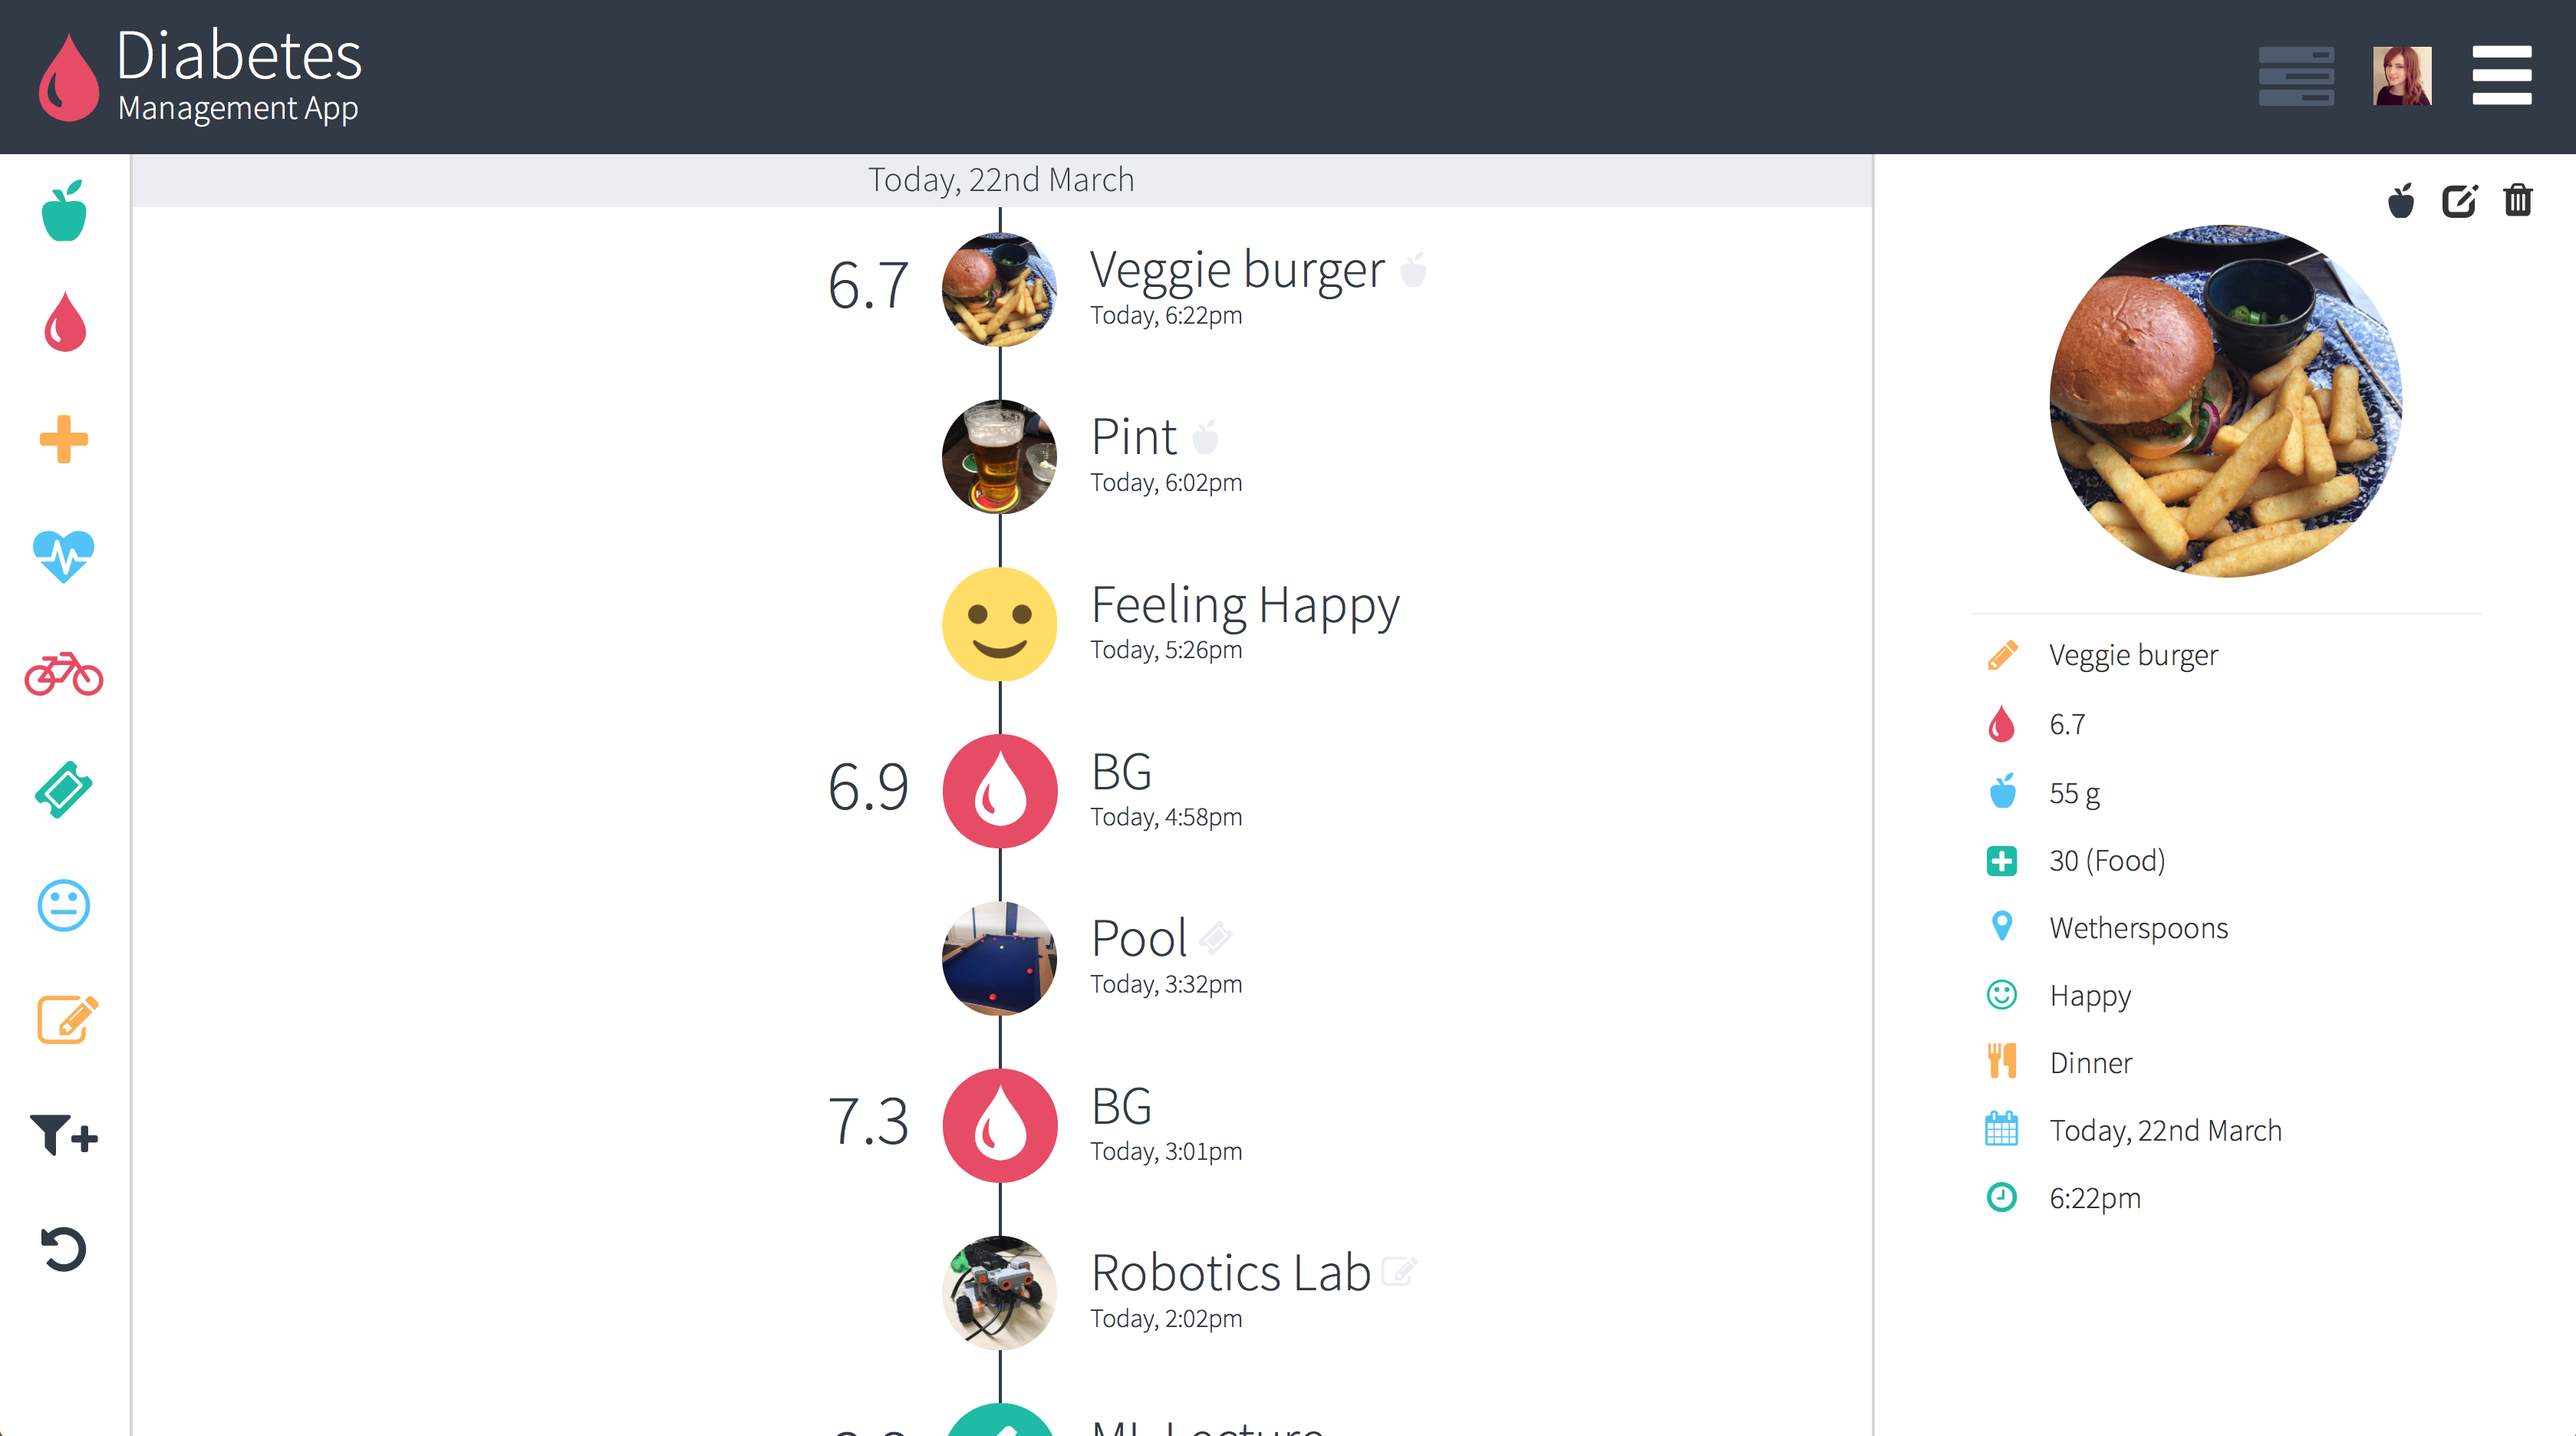 Diabetes
Management App
Today, 22nd March
6.7
Veggie burger
Today, 6:22pm
Pint
Today, 6:02pm
Feeling Happy
Today, 5:26pm
6.9
BG
Today, 4:58pm
Pool
Today, 3:32pm
7.3
BG
Today, 3:01pm
Robotics Lab
Today, 2:02pm
ML Lecture
Veggie burger
6.7
55 g
30 (Food)
Wetherspoons
Happy
Dinner
Today, 22nd March
6:22pm